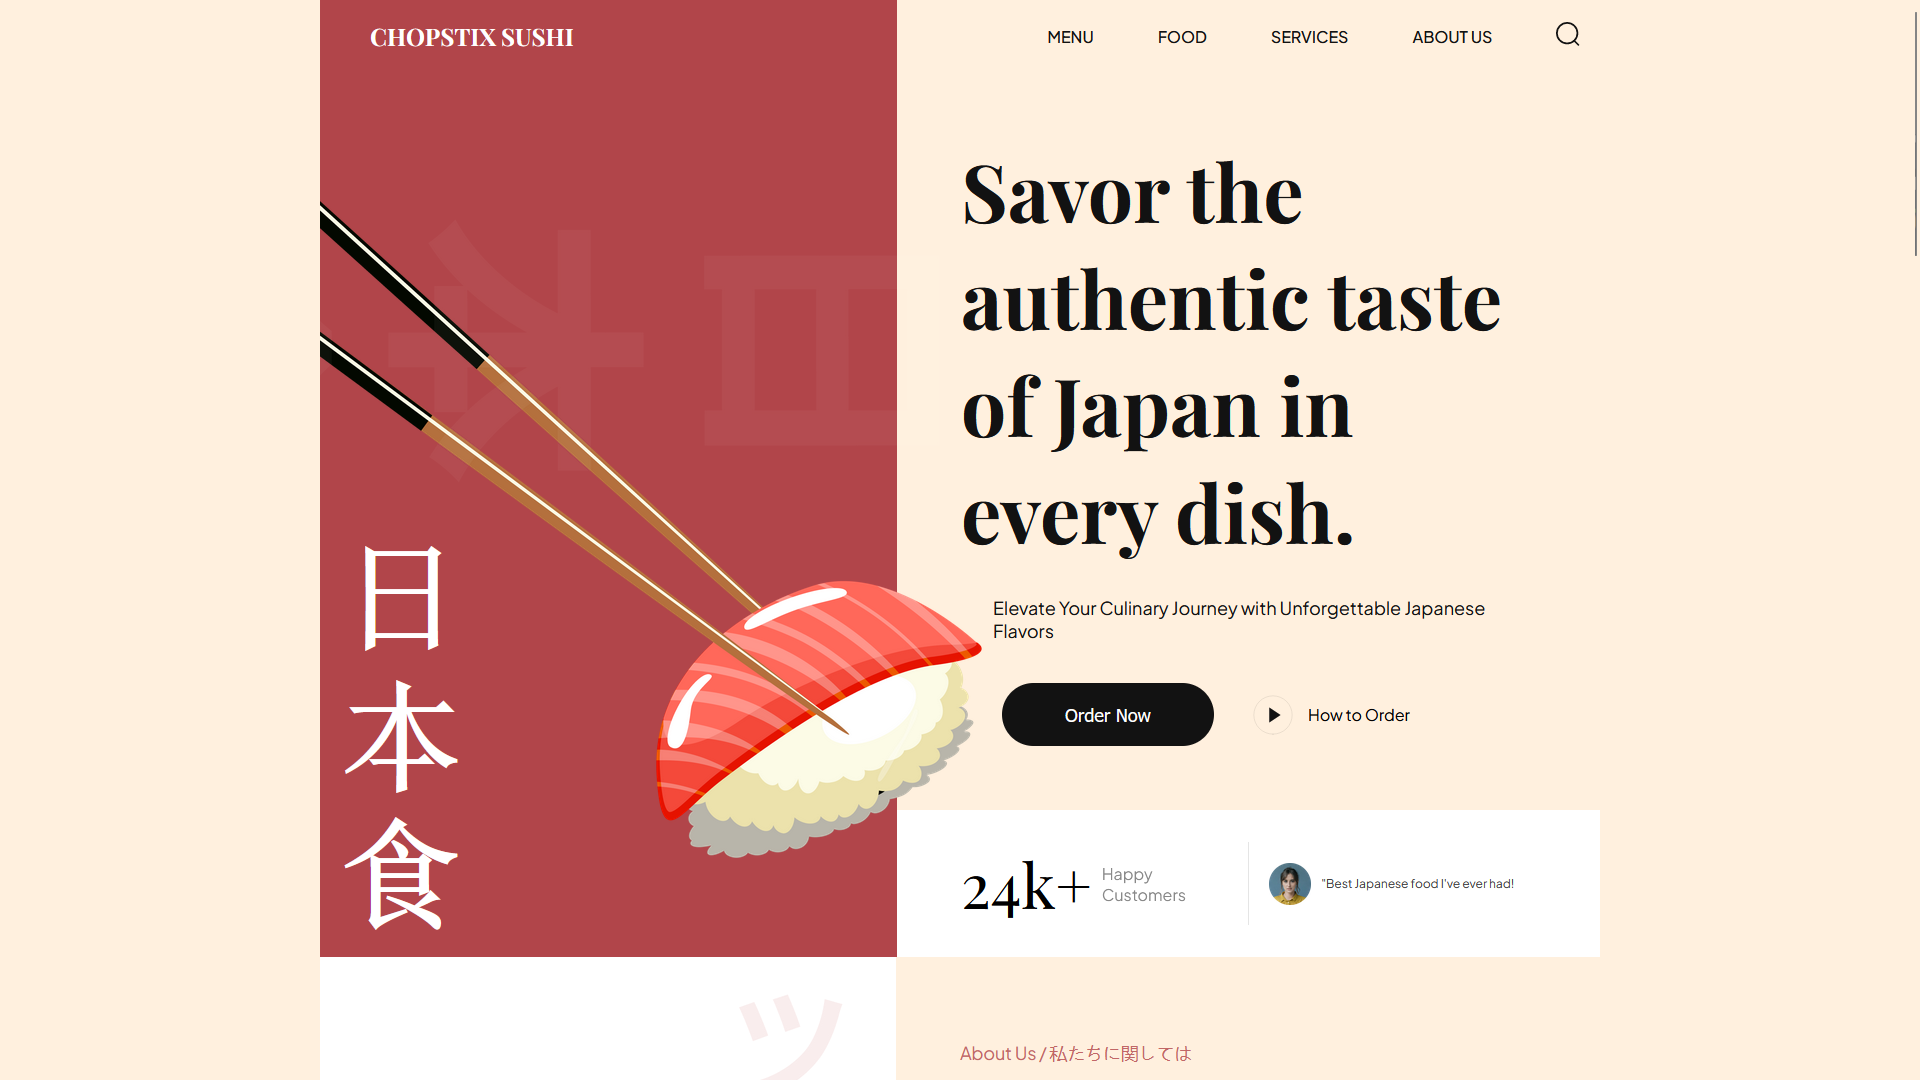 CHOPSTIX SUSHI
MENU
FOOD
SERVICES
ABOUT US
Savor the
authentic taste
of Japan in
every dish.
Elevate Your Culinary Journey with Unforgettable Japanese
Flavors
Order Now
How to Order
日
本
食
24k+
Happy
Customers
"Best Japanese food I've ever had!
About Us / 私たちに関しては